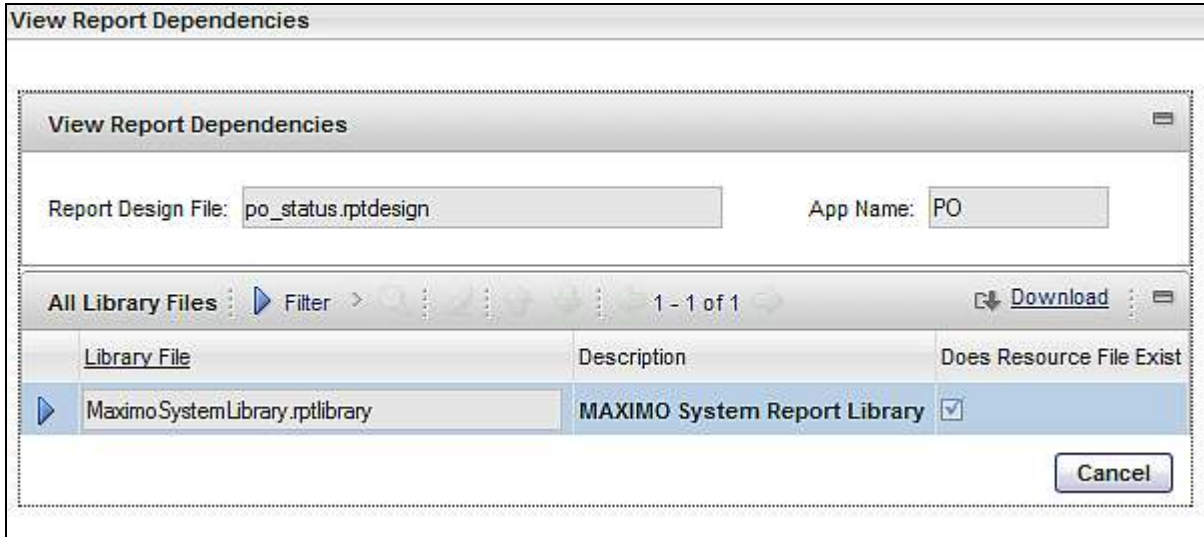 View Report Dependencies
View Report Dependencies
Report Design File: po_status.rptdesign App Name: PO
All Library Files Filter 1 - 1 of 1 Download
Library File Description Does Resource File Exist
MaximoSystemLibrary.rptlibrary MAXIMO System Report Library
Cancel